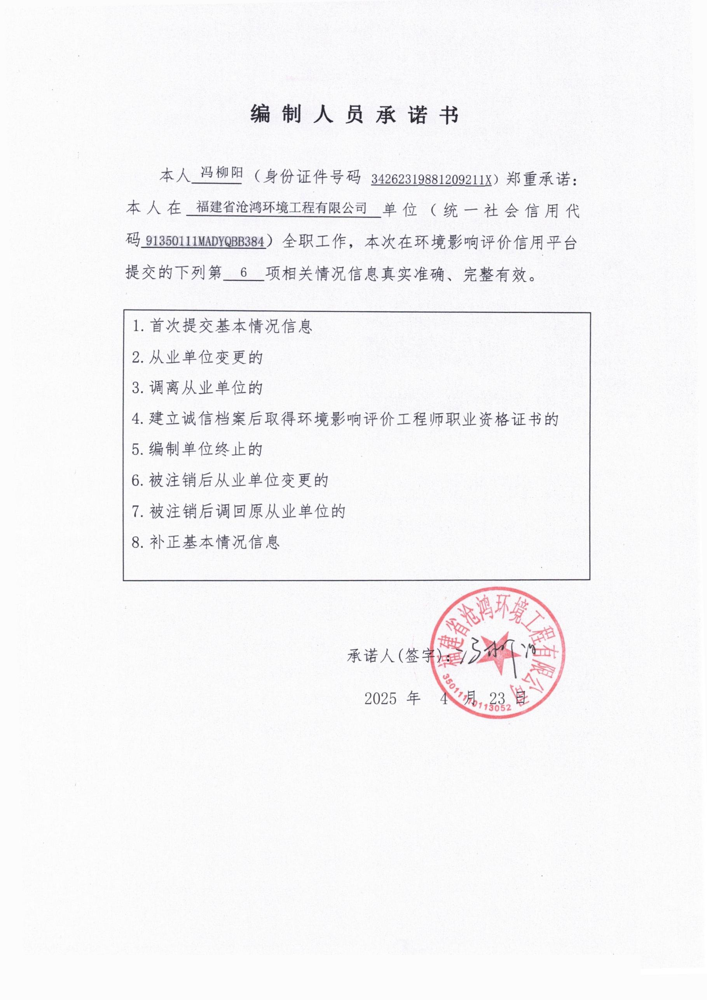 编制人员承诺书
本人 冯柳阳 （身份证件号码 34262319881209211X）郑重承诺：
本人在 福建省沧鸿环境工程有限公司 单位（统一社会信用代
码 91350111MADYQBB384）全职工作，本次在环境影响评价信用平台
提交的下列第 6 项相关情况信息真实准确、完整有效。
1. 首次提交基本情况信息
2. 从业单位变更的
3. 调离从业单位的
4. 建立诚信档案后取得环境影响评价工程师职业资格证书的
5. 编制单位终止的
6. 被注销后从业单位变更的
7. 被注销后调回原从业单位的
8. 补正基本情况信息
福建省沧鸿环境工程有限公司
承诺人(签字)：冯柳阳
2025 年 4 月 23 日
35011110113052